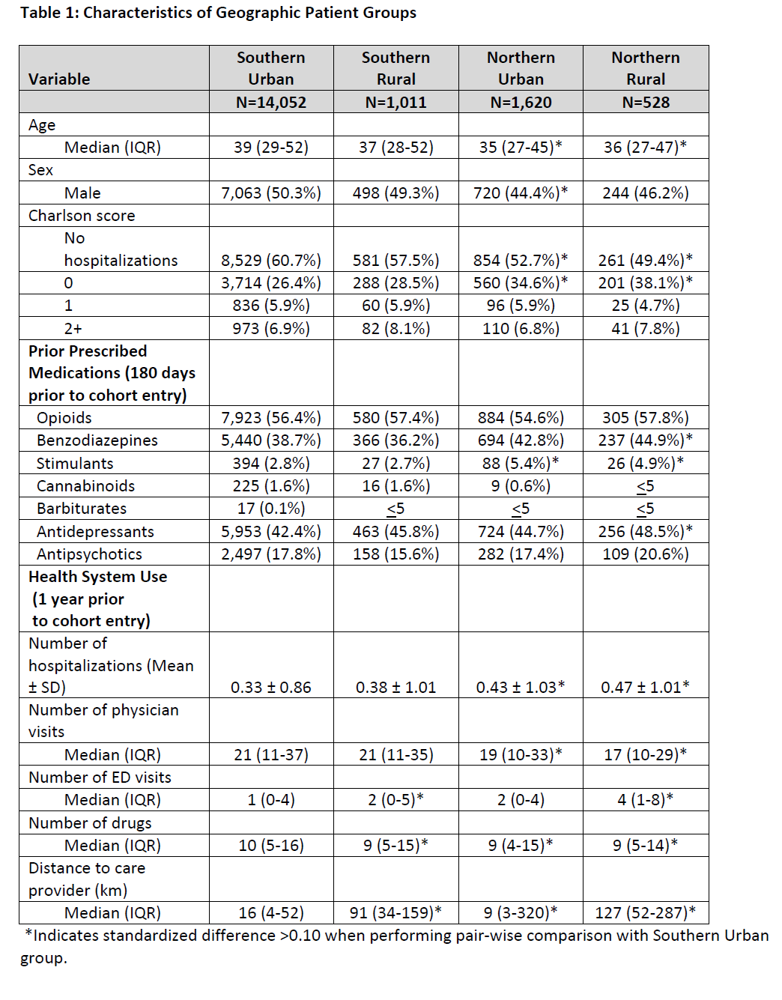 Table 1: Characteristics of Geographic Patient Groups
Variable Southern Urban Southern Rural Northern Urban Northern Rural
N=14,052 N=1,011 N=1,620 N=528
Age
Median (IQR) 39 (29-52) 37 (28-52) 35 (27-45)* 36 (27-47)*
Sex
Male 7,063 (50.3%) 498 (49.3%) 720 (44.4%)* 244 (46.2%)
Charlson score
No
hospitalizations 8,529 (60.7%) 581 (57.5%) 854 (52.7%)* 261 (49.4%)*
0 3,714 (26.4%) 288 (28.5%) 560 (34.6%)* 201 (38.1%)*
1 836 (5.9%) 60 (5.9%) 96 (5.9%) 25 (4.7%)
2+ 973 (6.9%) 82 (8.1%) 110 (6.8%) 41 (7.8%)
Prior Prescribed
Medications (180 days
prior to cohort entry)
Opioids 7,923 (56.4%) 580 (57.4%) 884 (54.6%) 305 (57.8%)
Benzodiazepines 5,440 (38.7%) 366 (36.2%) 694 (42.8%) 237 (44.9%)*
Stimulants 394 (2.8%) 27 (2.7%) 88 (5.4%)* 26 (4.9%)*
Cannabinoids 225 (1.6%) 16 (1.6%) 9 (0.6%) <5
Barbiturates 17 (0.1%) <5 <5 <5
Antidepressants 5,953 (42.4%) 463 (45.8%) 724 (44.7%) 256 (48.5%)*
Antipsychotics 2,497 (17.8%) 158 (15.6%) 282 (17.4%) 109 (20.6%)
Health System Use
(1 year prior
to cohort entry)
Number of
hospitalizations (Mean
± SD) 0.33 ± 0.86 0.38 ± 1.01 0.43 ± 1.03* 0.47 ± 1.01*
Number of physician
visits
Median (IQR) 21 (11-37) 21 (11-35) 19 (10-33)* 17 (10-29)*
Number of ED visits
Median (IQR) 1 (0-4) 2 (0-5)* 2 (0-4) 4 (1-8)*
Number of drugs
Median (IQR) 10 (5-16) 9 (5-15)* 9 (4-15)* 9 (5-14)*
Distance to care
provider (km)
Median (IQR) 16 (4-52) 91 (34-159)* 9 (3-320)* 127 (52-287)*
*Indicates standardized difference >0.10 when performing pair-wise comparison with Southern Urban
group.